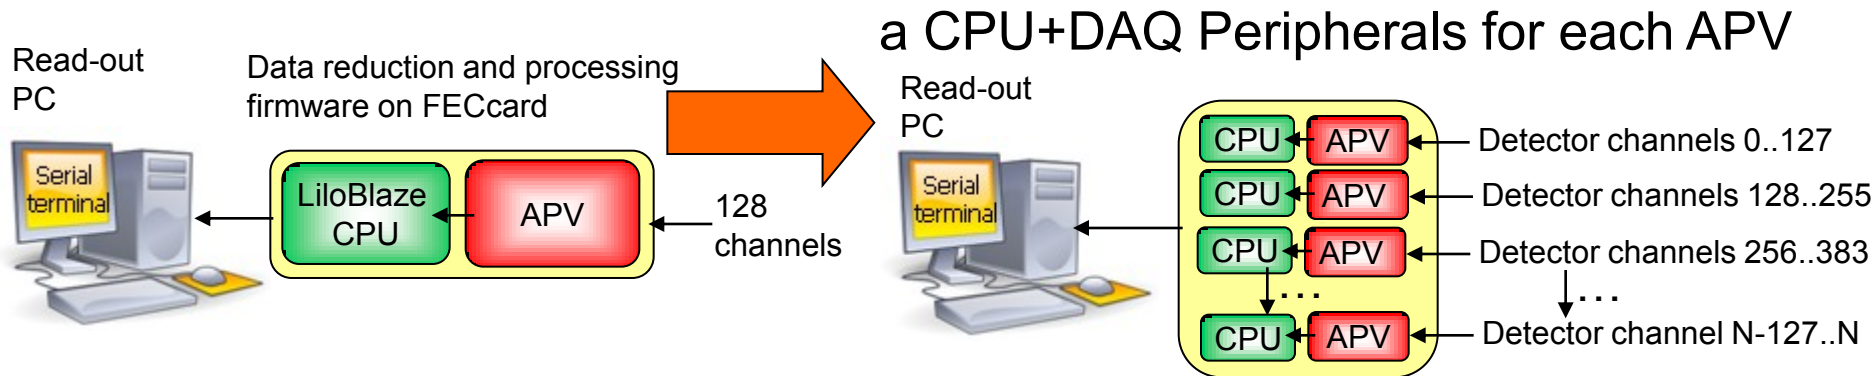 a CPU+DAQ Peripherals for each APV
Read-out
PC
Data reduction and processing
firmware on FECcard
Serial
terminal
LiloBlaze
CPU
APV
128
channels
Read-out
PC
Serial
terminal
CPU
APV
Detector channels 0..127
CPU
APV
Detector channels 128..255
CPU
APV
Detector channels 256..383
...
...
CPU
APV
Detector channel N-127..N